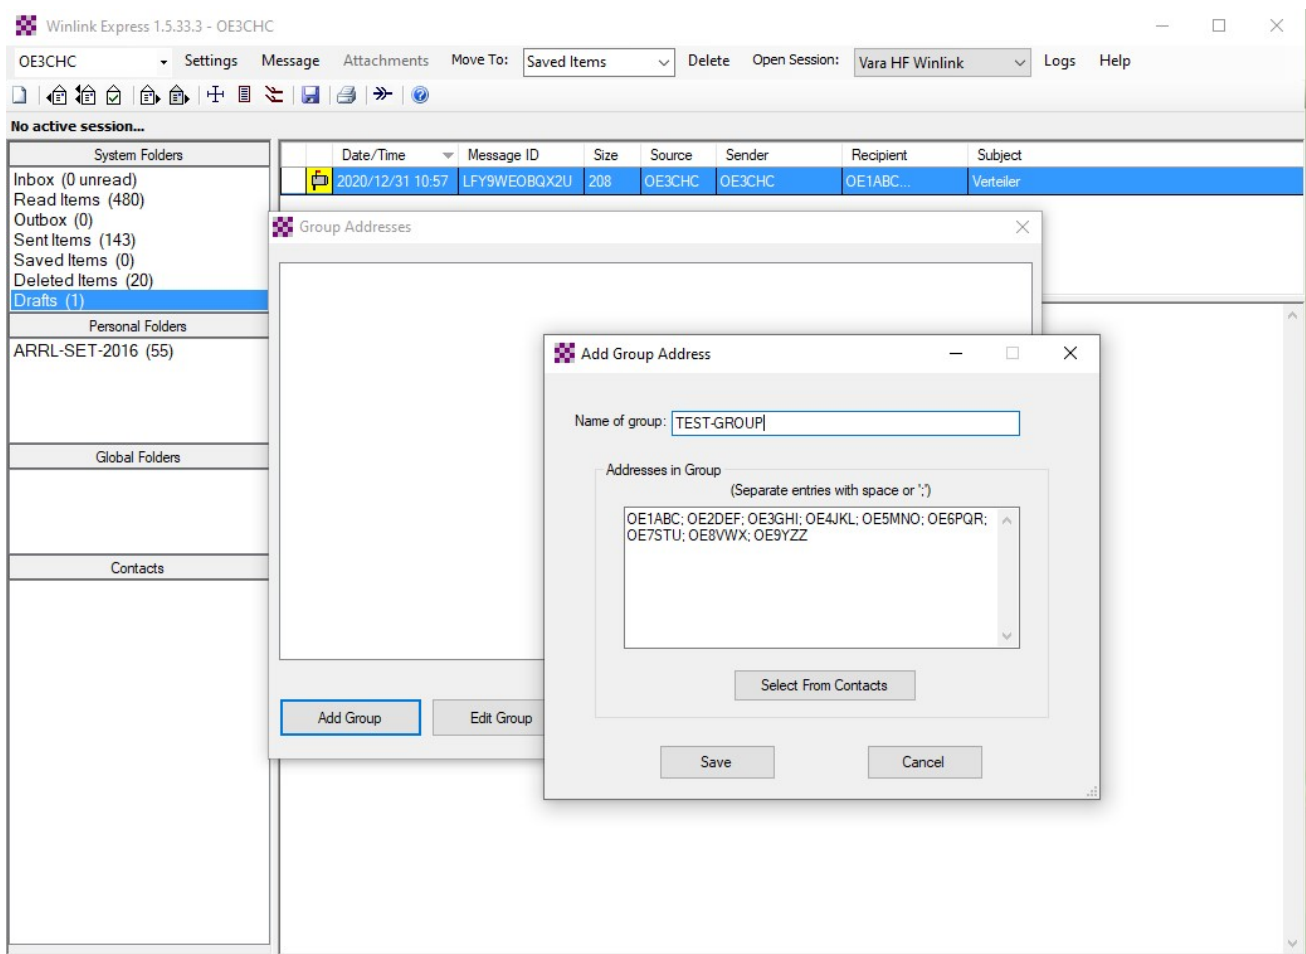 Winlink Express 1.5.33.3 - OE3CHC
OE3CHC Settings Message Attachments Move To: Saved Items Delete Open Session: Vara HF Winlink Logs Help
No active session...
System Folders
Inbox (0 unread)
Read Items (480)
Outbox (0)
Sent Items (143)
Saved Items (0)
Deleted Items (20)
Drafts (1)
Personal Folders
ARRL-SET-2016 (55)
Global Folders
Contacts
Date/Time Message ID Size Source Sender Recipient Subject
2020/12/31 10:57 LFY9WEOBQX2U 208 OE3CHC OE3CHC OE1ABC... Verteiler
Group Addresses
Add Group Edit Group
Add Group Address
Name of group: TEST-GROUP
Addresses in Group
(Separate entries with space or ';')
OE1ABC; OE2DEF; OE3GHI; OE4JKL; OE5MNO; OE6PQR;
OE7STU; OE8VWX; OE9YZZ
Select From Contacts
Save Cancel